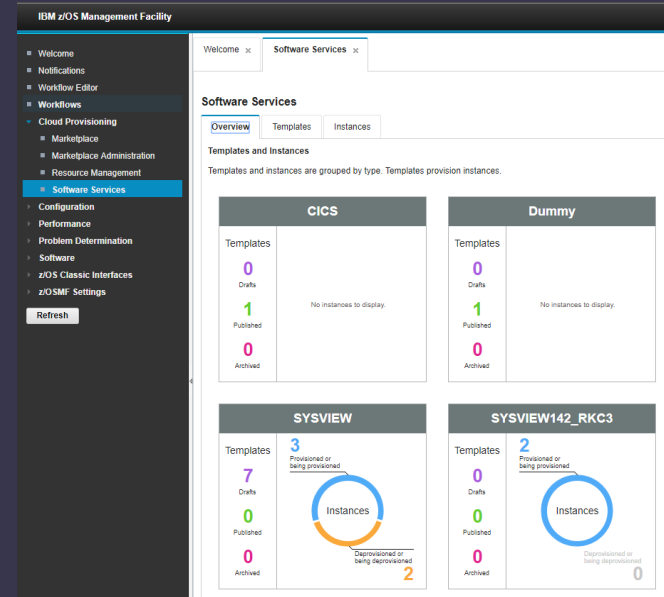 IBM z/OS Management Facility
Welcome
Notifications
Workflow Editor
Workflows
Cloud Provisioning
Marketplace
Marketplace Administration
Resource Management
Software Services
Configuration
Performance
Problem Determination
Software
z/OS Classic Interfaces
z/OSMF Settings
Refresh
Welcome x
Software Services x
Software Services
Overview Templates Instances
Templates and Instances
Templates and instances are grouped by type. Templates provision instances.
CICS
Templates
0
Drafts
1
Published
0
Archived
No instances to display.
Dummy
Templates
0
Drafts
1
Published
0
Archived
No instances to display.
SYSVIEW
Templates
7
Drafts
0
Published
0
Archived
3
Provisioned or
being provisioned
Instances
Deprovisioned or
being deprovisioned
2
SYSVIEW142_RKC3
Templates
0
Drafts
0
Published
0
Archived
2
Provisioned or
being provisioned
Instances
Deprovisioned or
being deprovisioned
0